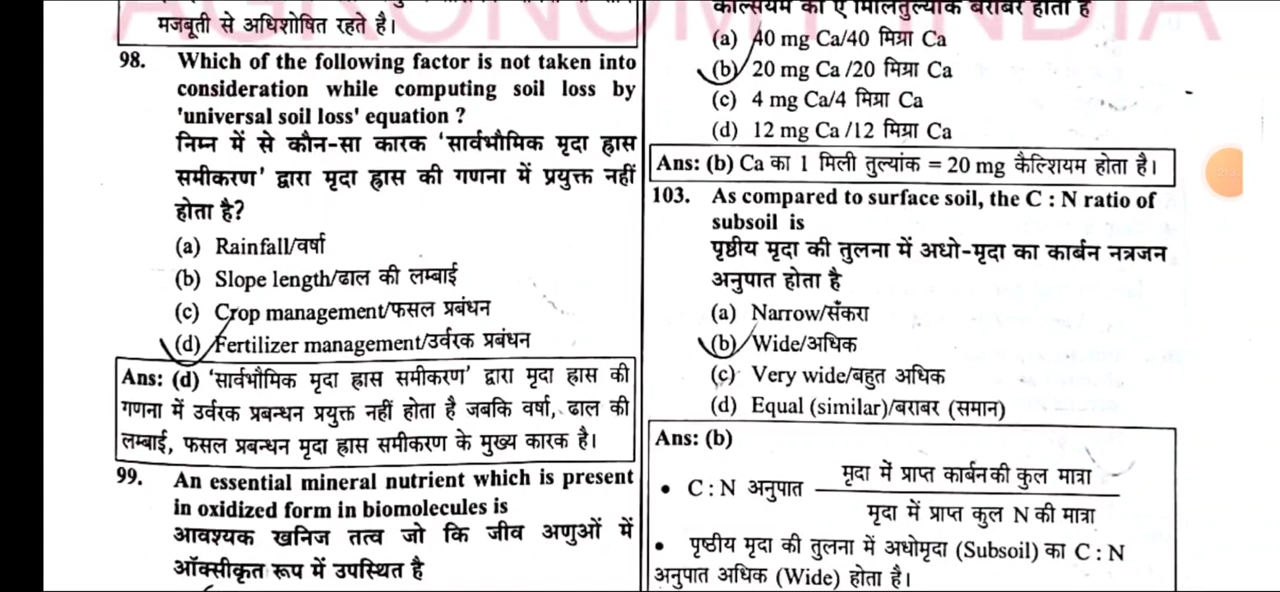 मजबूती से अधिशोषित रहते है।
98. Which of the following factor is not taken into
consideration while computing soil loss by
'universal soil loss' equation ?
निम्न में से कौन-सा कारक 'सार्वभौमिक मृदा ह्रास
समीकरण' द्वारा मृदा ह्रास की गणना में प्रयुक्त नहीं
होता है?
(a) Rainfall/वर्षा
(b) Slope length/ढाल की लम्बाई
(c) Crop management/फसल प्रबंधन
(d) Fertilizer management/उर्वरक प्रबंधन
Ans: (d) 'सार्वभौमिक मृदा ह्रास समीकरण' द्वारा मृदा ह्रास की
गणना में उर्वरक प्रबन्धन प्रयुक्त नहीं होता है जबकि वर्षा, ढाल की
लम्बाई, फसल प्रबन्धन मृदा ह्रास समीकरण के मुख्य कारक है।
99. An essential mineral nutrient which is present
in oxidized form in biomolecules is
आवश्यक खनिज तत्व जो कि जीव अणुओं में
ऑक्सीकृत रूप में उपस्थित है
कैल्सियम का ए मिलितुल्यांक बराबर होता है
(a) 40 mg Ca/40 मिग्रा Ca
(b) 20 mg Ca /20 मिग्रा Ca
(c) 4 mg Ca/4 मिग्रा Ca
(d) 12 mg Ca /12 मिग्रा Ca
Ans: (b) Ca का 1 मिली तुल्यांक = 20 mg कैल्शियम होता है।
103. As compared to surface soil, the C : N ratio of
subsoil is
पृष्ठीय मृदा की तुलना में अधो-मृदा का कार्बन नत्रजन
अनुपात होता है
(a) Narrow/सँकरा
(b) Wide/अधिक
(c) Very wide/बहुत अधिक
(d) Equal (similar)/बराबर (समान)
Ans: (b)
• C : N अनुपात मृदा में प्राप्त कार्बन की कुल मात्रा
मृदा में प्राप्त कुल N की मात्रा
• पृष्ठीय मृदा की तुलना में अधोमृदा (Subsoil) का C : N
अनुपात अधिक (Wide) होता है।